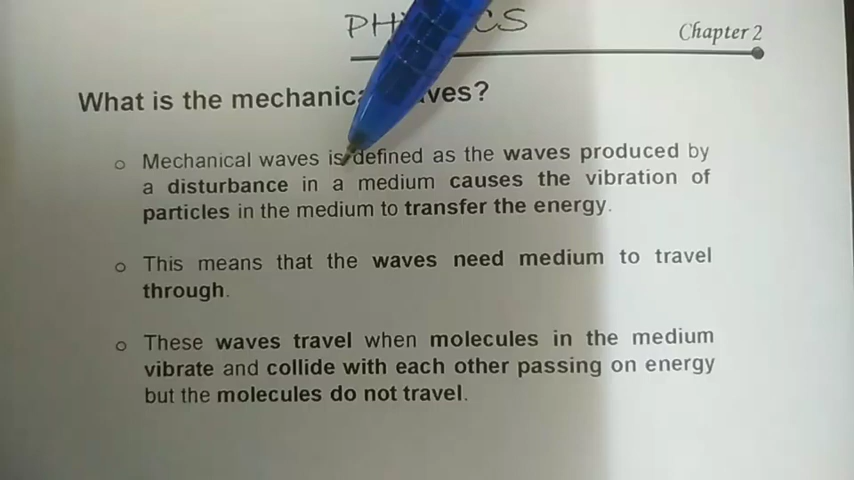 Chapter 2
What is the waves?
o Mechanical waves is defined as the waves produced by
a disturbance in a medium causes the vibration of
particles in the medium to transfer the energy.
o This means that the waves need medium to travel
through.
o These waves travel when molecules in the medium
vibrate and collide with each other passing on energy
but the molecules do not travel.